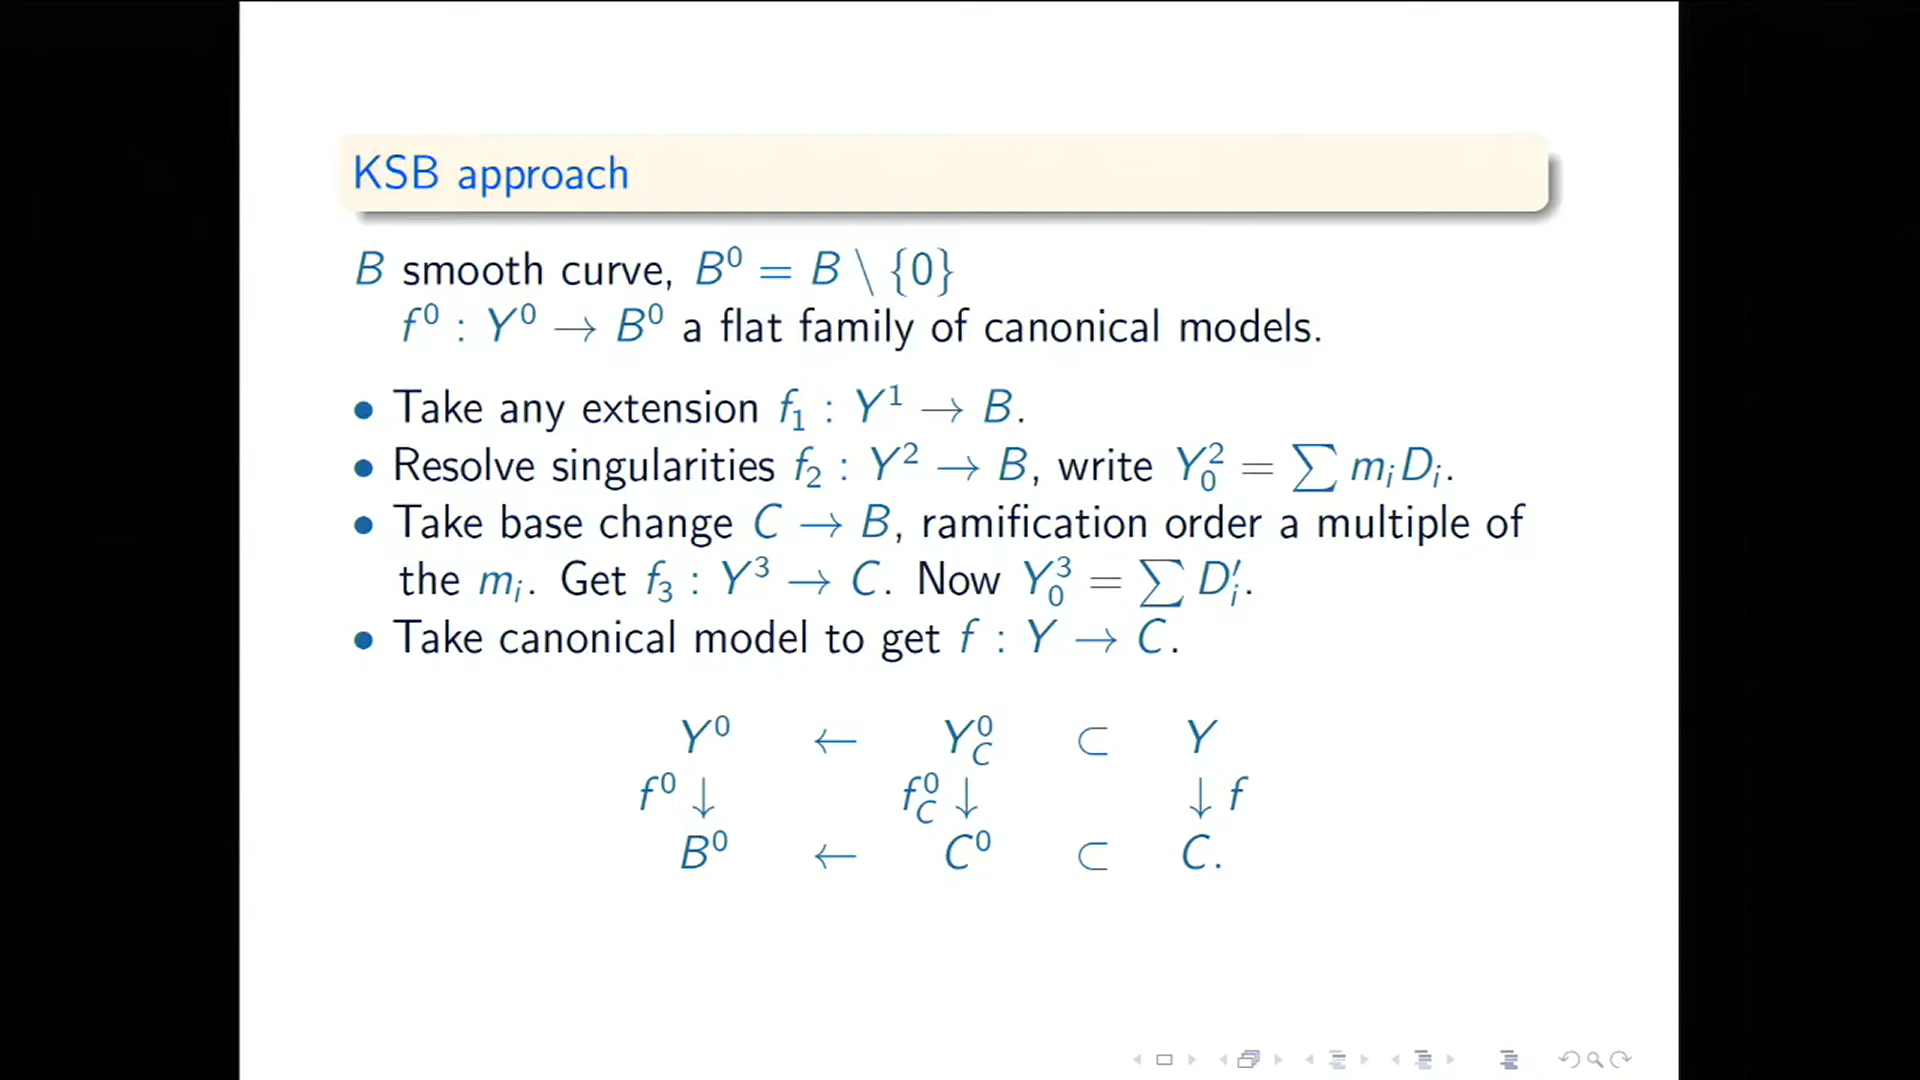 KSB approach
B smooth curve, B⁰ = B \ {0}
f⁰ : Y⁰ → B⁰ a flat family of canonical models.
• Take any extension f₁ : Y¹ → B.
• Resolve singularities f₂ : Y² → B, write Y₀² = ∑ mᵢDᵢ.
• Take base change C → B, ramification order a multiple of
the mᵢ. Get f₃ : Y³ → C. Now Y₀³ = ∑ D′ᵢ.
• Take canonical model to get f : Y → C.
Y⁰ ← Y_C⁰ ⊂ Y
f⁰ ↓ f_C⁰ ↓ ↓ f
B⁰ ← C⁰ ⊂ C.